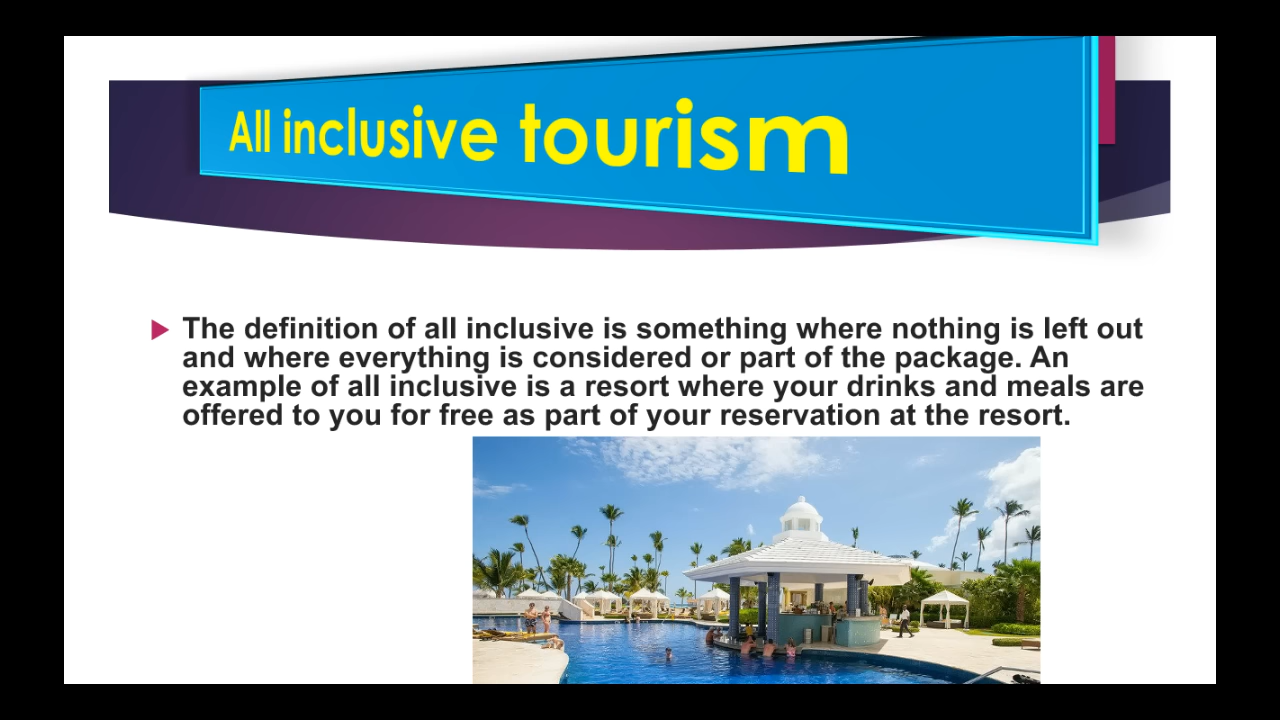 All inclusive tourism
The definition of all inclusive is something where nothing is left out
and where everything is considered or part of the package. An
example of all inclusive is a resort where your drinks and meals are
offered to you for free as part of your reservation at the resort.